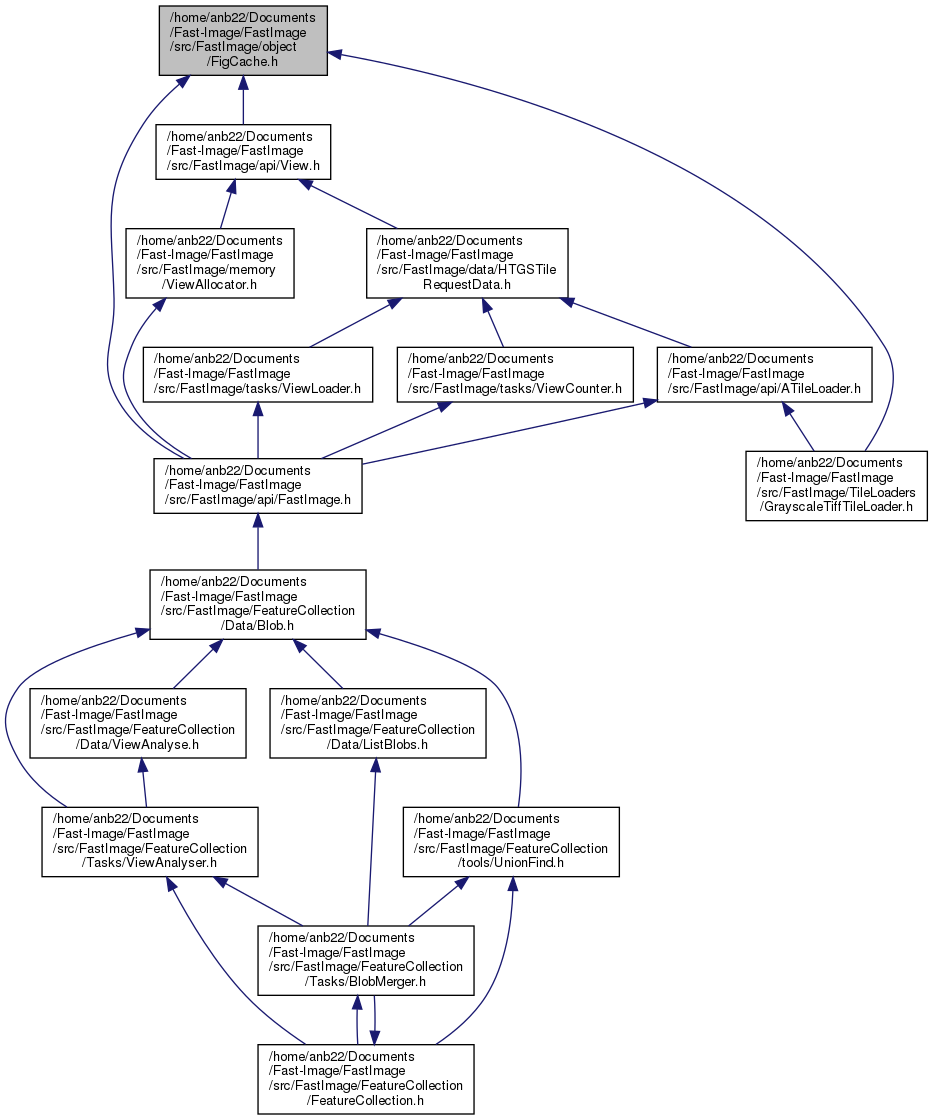 /home/anb22/Documents
/Fast-Image/FastImage
/src/FastImage/object
/FigCache.h
/home/anb22/Documents
/Fast-Image/FastImage
/src/FastImage/api/View.h
/home/anb22/Documents
/Fast-Image/FastImage
/src/FastImage/memory
/ViewAllocator.h
/home/anb22/Documents
/Fast-Image/FastImage
/src/FastImage/data/HTGSTile
RequestData.h
/home/anb22/Documents
/Fast-Image/FastImage
/src/FastImage/tasks/ViewLoader.h
/home/anb22/Documents
/Fast-Image/FastImage
/src/FastImage/tasks/ViewCounter.h
/home/anb22/Documents
/Fast-Image/FastImage
/src/FastImage/api/ATileLoader.h
/home/anb22/Documents
/Fast-Image/FastImage
/src/FastImage/api/FastImage.h
/home/anb22/Documents
/Fast-Image/FastImage
/src/FastImage/TileLoaders
/GrayscaleTiffTileLoader.h
/home/anb22/Documents
/Fast-Image/FastImage
/src/FastImage/FeatureCollection
/Data/Blob.h
/home/anb22/Documents
/Fast-Image/FastImage
/src/FastImage/FeatureCollection
/Data/ViewAnalyse.h
/home/anb22/Documents
/Fast-Image/FastImage
/src/FastImage/FeatureCollection
/Data/ListBlobs.h
/home/anb22/Documents
/Fast-Image/FastImage
/src/FastImage/FeatureCollection
/Tasks/ViewAnalyser.h
/home/anb22/Documents
/Fast-Image/FastImage
/src/FastImage/FeatureCollection
/tools/UnionFind.h
/home/anb22/Documents
/Fast-Image/FastImage
/src/FastImage/FeatureCollection
/Tasks/BlobMerger.h
/home/anb22/Documents
/Fast-Image/FastImage
/src/FastImage/FeatureCollection
/FeatureCollection.h